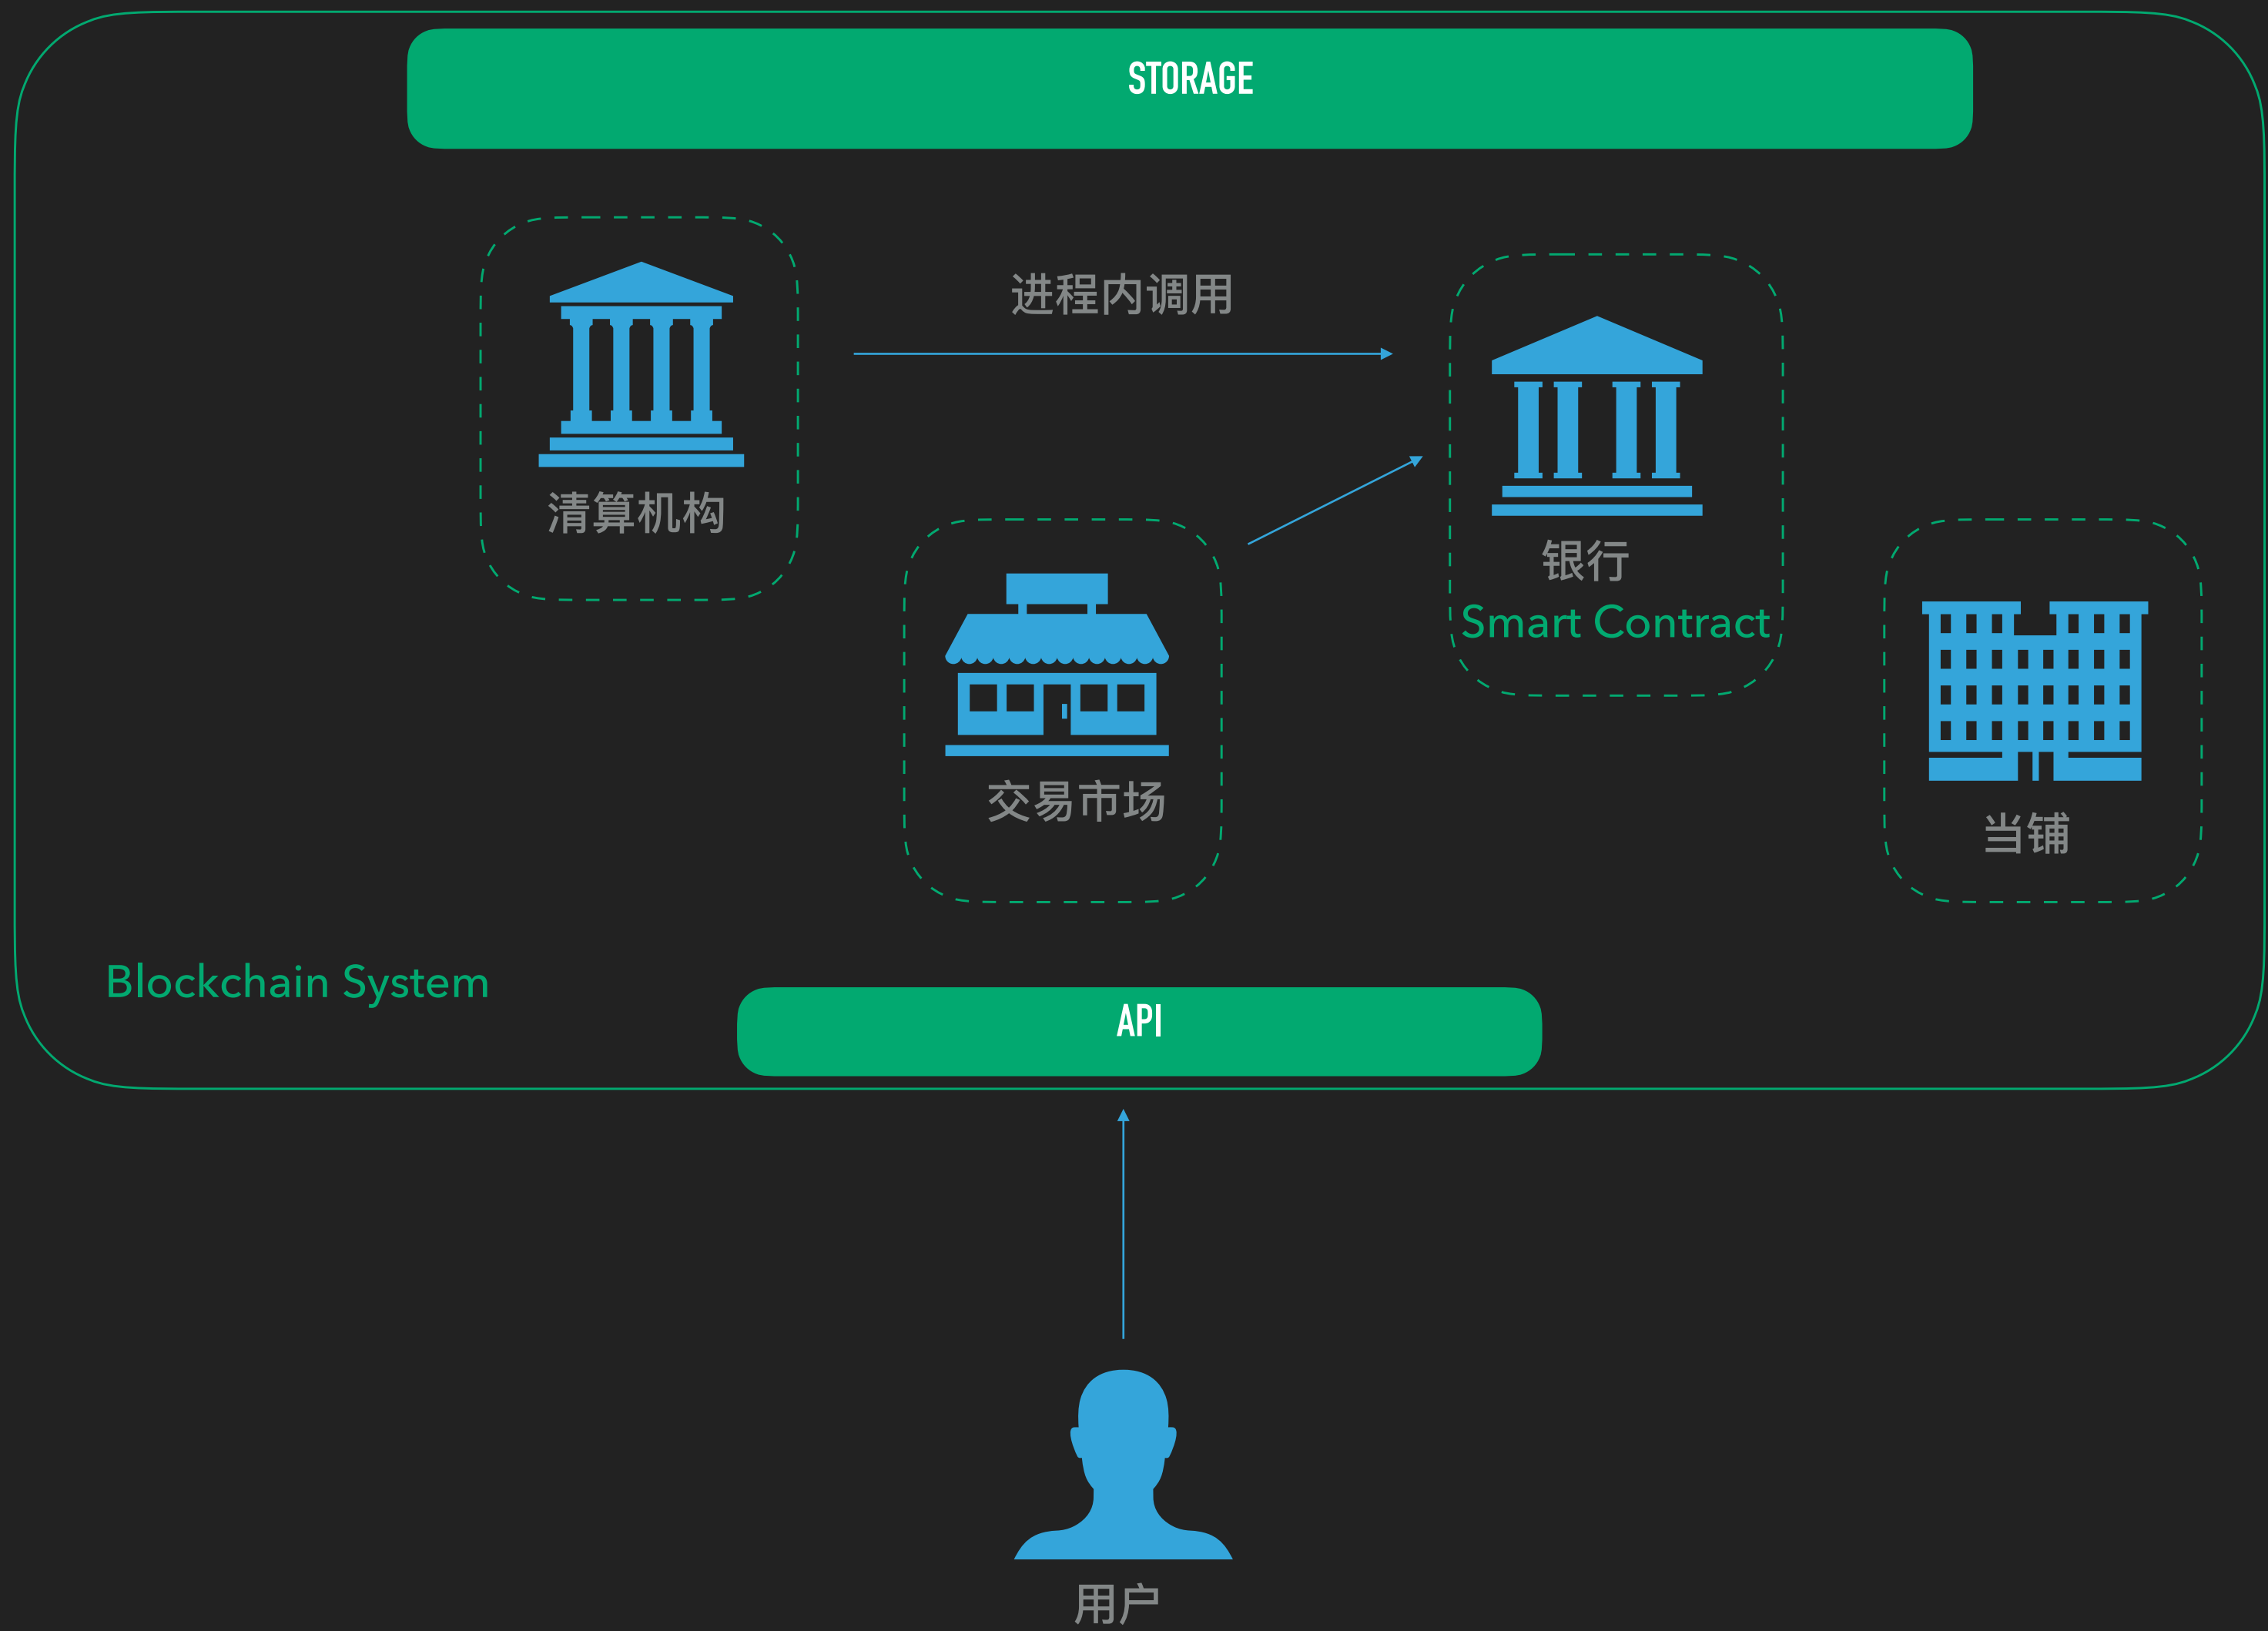 STORAGE
进程内调用
清算机构
银行
Smart Contract
交易市场
当铺
Blockchain System
API
用户